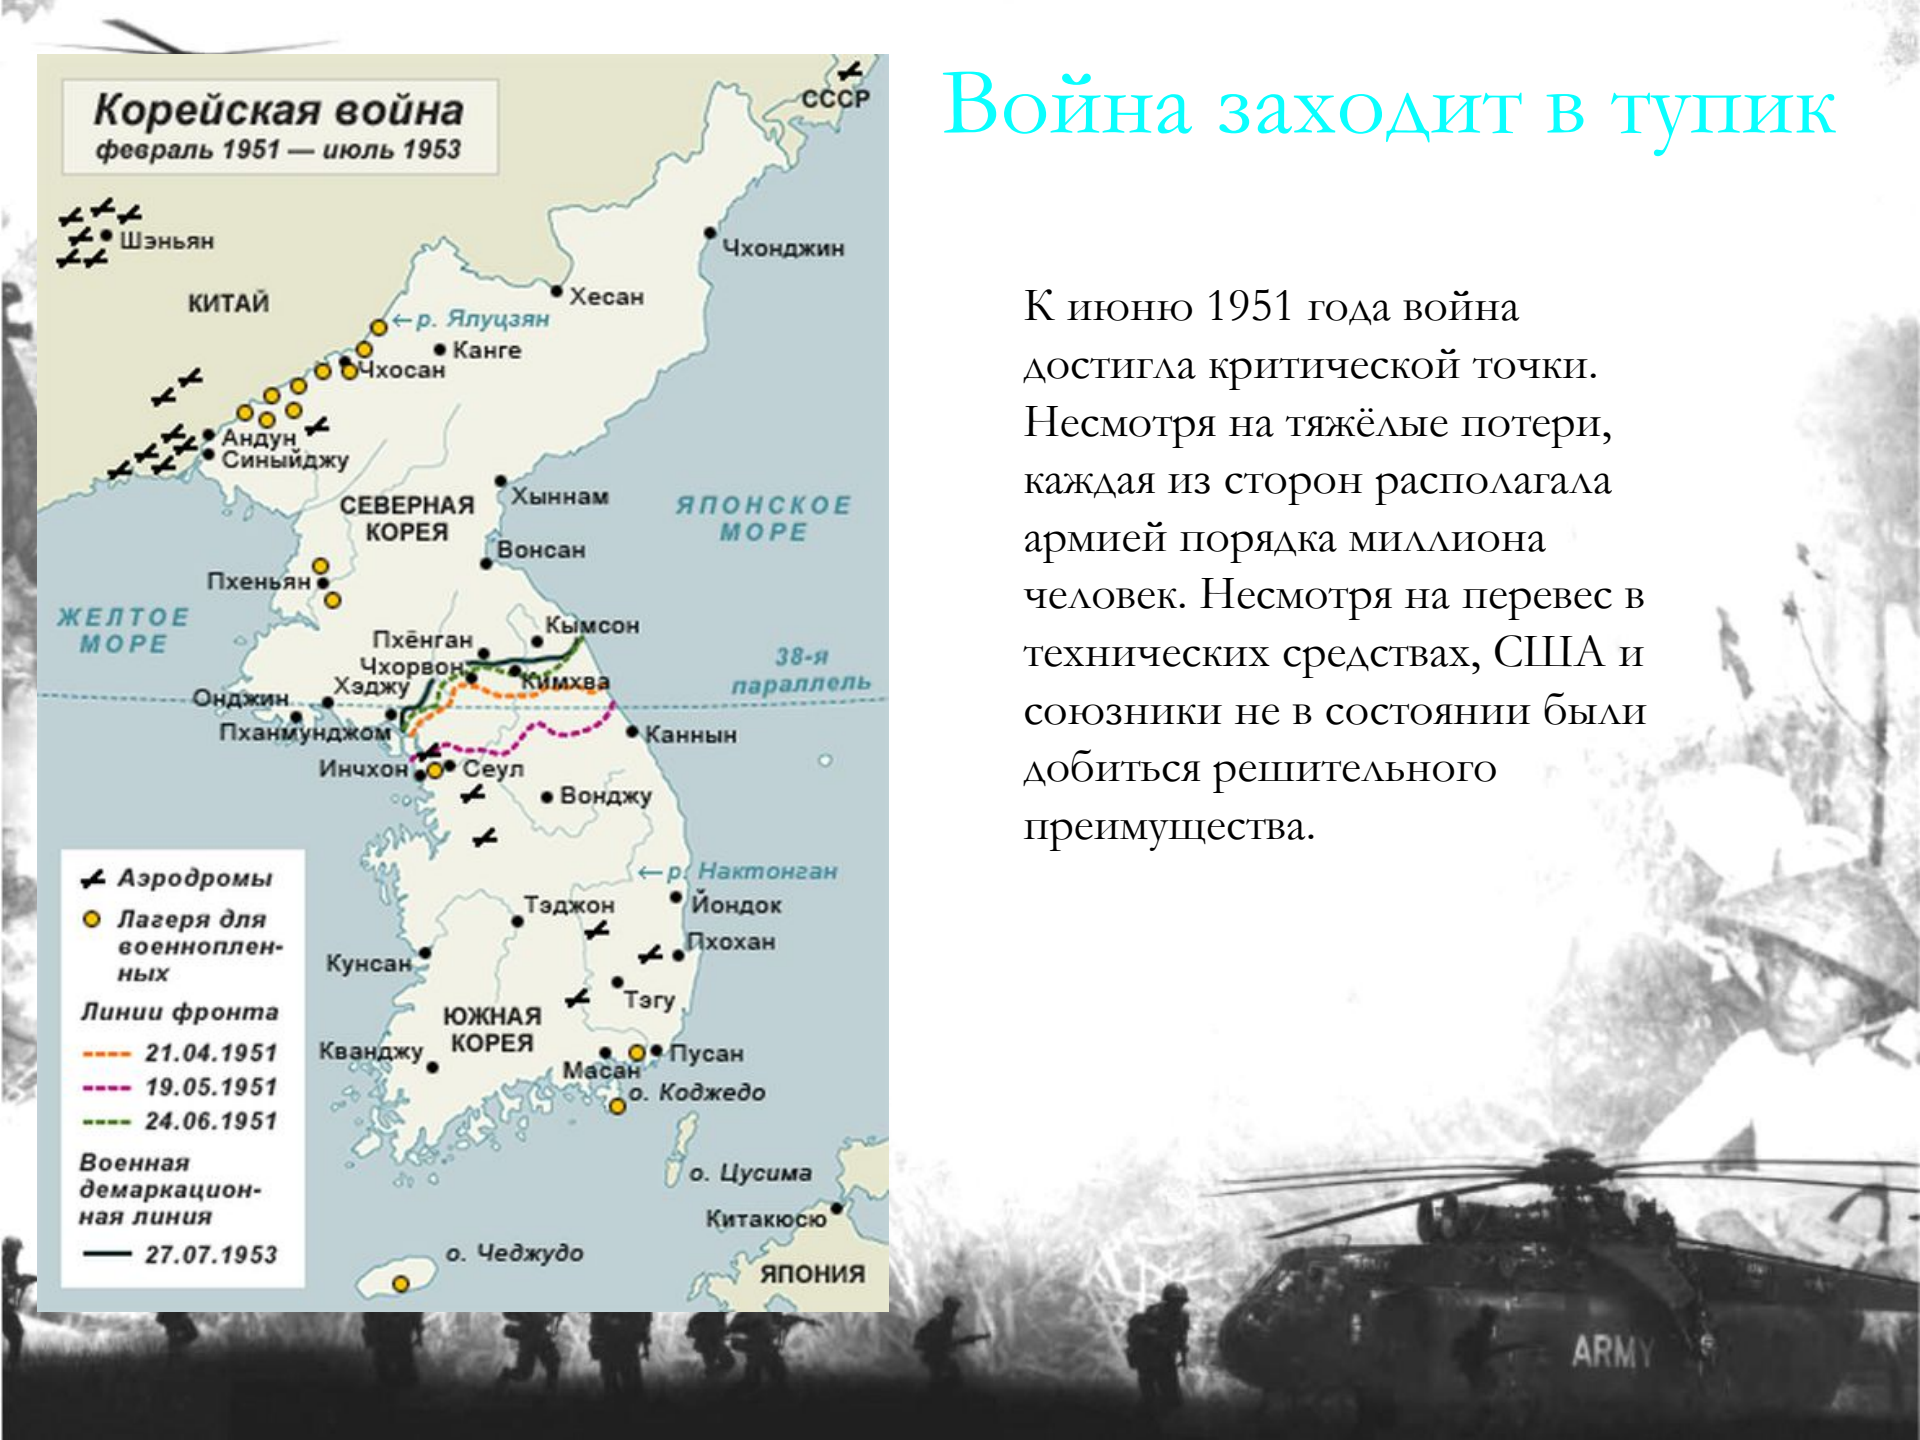 Война заходит в тупик
К июню 1951 года война
достигла критической точки.
Несмотря на тяжёлые потери,
каждая из сторон располагала
армией порядка миллиона
человек. Несмотря на перевес в
технических средствах, США и
союзники не в состоянии были
добиться решительного
преимущества.
Корейская война
февраль 1951 — июль 1953
СССР
Шэньян
Чхонджин
КИТАЙ
Хесан
←р. Ялуцзян
Канге
Чхосан
Андун
Синыйджу
СЕВЕРНАЯ
КОРЕЯ
Хыннам
ЯПОНСКОЕ
МОРЕ
Вонсан
Пхеньян
ЖЕЛТОЕ
МОРЕ
Кымсон
Пхёнган
Чхорвон
Кимхва
38-я
параллель
Хэджу
Онджин
Пханмунджом
Каннын
Инчхон
Сеул
Вонджу
←р. Нактонган
Тэджон
Йондок
Пхохан
Кунсан
Тэгу
ЮЖНАЯ
КОРЕЯ
Кванджу
Масан
Пусан
о. Коджедо
о. Цусима
Китакюсю
о. Чеджудо
ЯПОНИЯ
Аэродромы
Лагеря для
военноплен-
ных
Линии фронта
21.04.1951
19.05.1951
24.06.1951
Военная
демаркацион-
ная линия
27.07.1953
ARMY